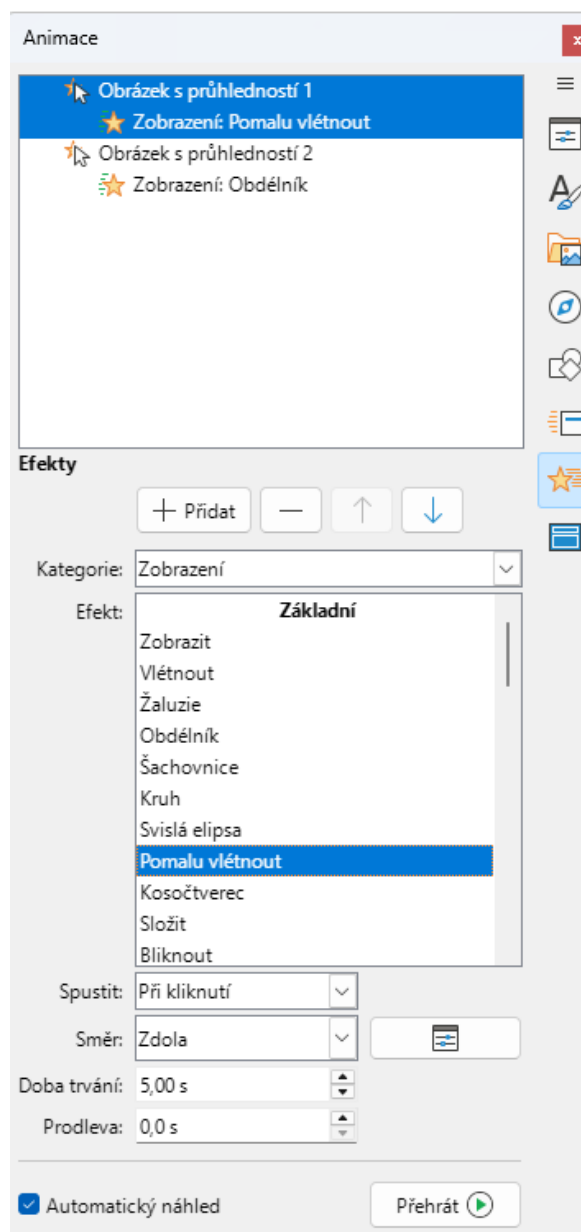 Animace
Obrázek s průhledností 1
Zobrazení: Pomalu vlétnout
Obrázek s průhledností 2
Zobrazení: Obdélník
Efekty
Přidat
Kategorie: Zobrazení
Efekt: Základní
Zobrazit
Vlétnout
Žaluzie
Obdélník
Šachovnice
Kruh
Svislá elipsa
Pomalu vlétnout
Kosočtverec
Složit
Bliknout
Spustit: Při kliknutí
Směr: Zdola
Doba trvání: 5,00 s
Prodleva: 0,0 s
Automatický náhled Přehrát